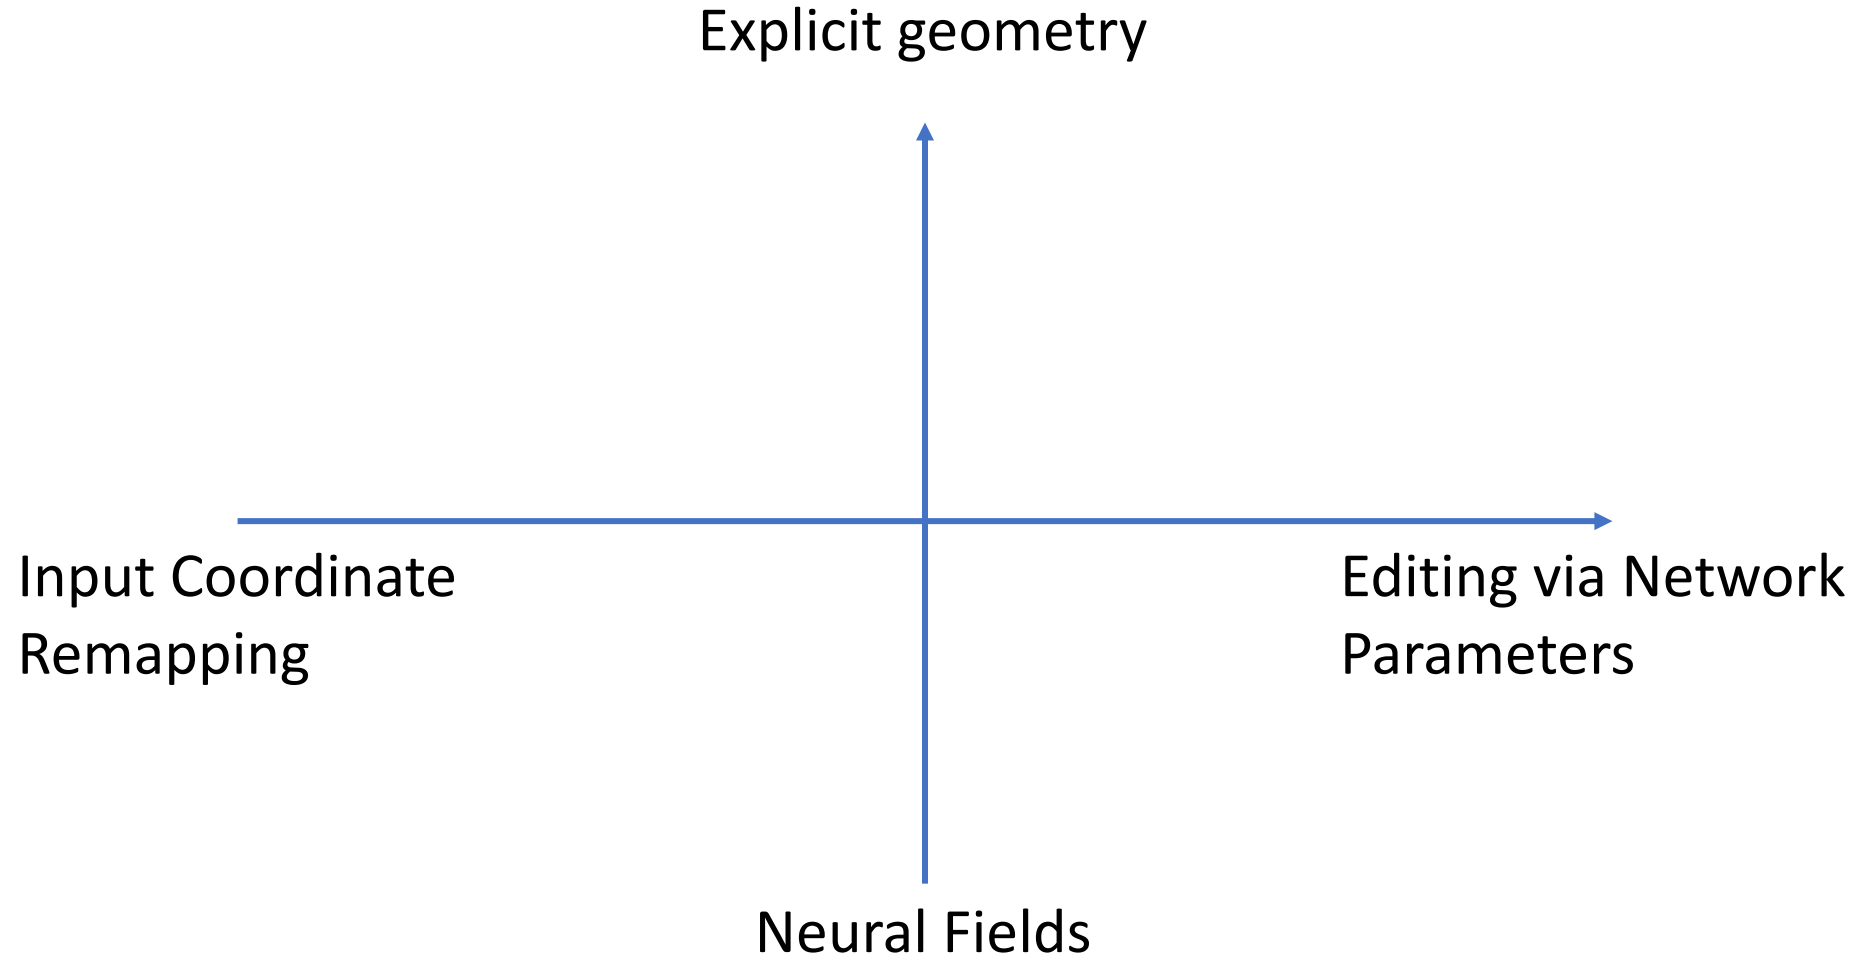 Explicit geometry
Input Coordinate
Remapping
Editing via Network
Parameters
Neural Fields